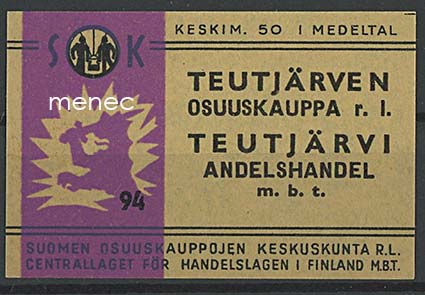 S K
KESKIM. 50 I MEDELTAL
menec
TEUTJÄRVEN
OSUUSKAUPPA r. l.
TEUTJÄRVI
ANDELSHANDEL
m. b. t.
94
SUOMEN OSUUSKAUPPOJEN KESKUSKUNTA R.L.
CENTRALLAGET FÖR HANDELSLAGEN I FINLAND M.B.T.